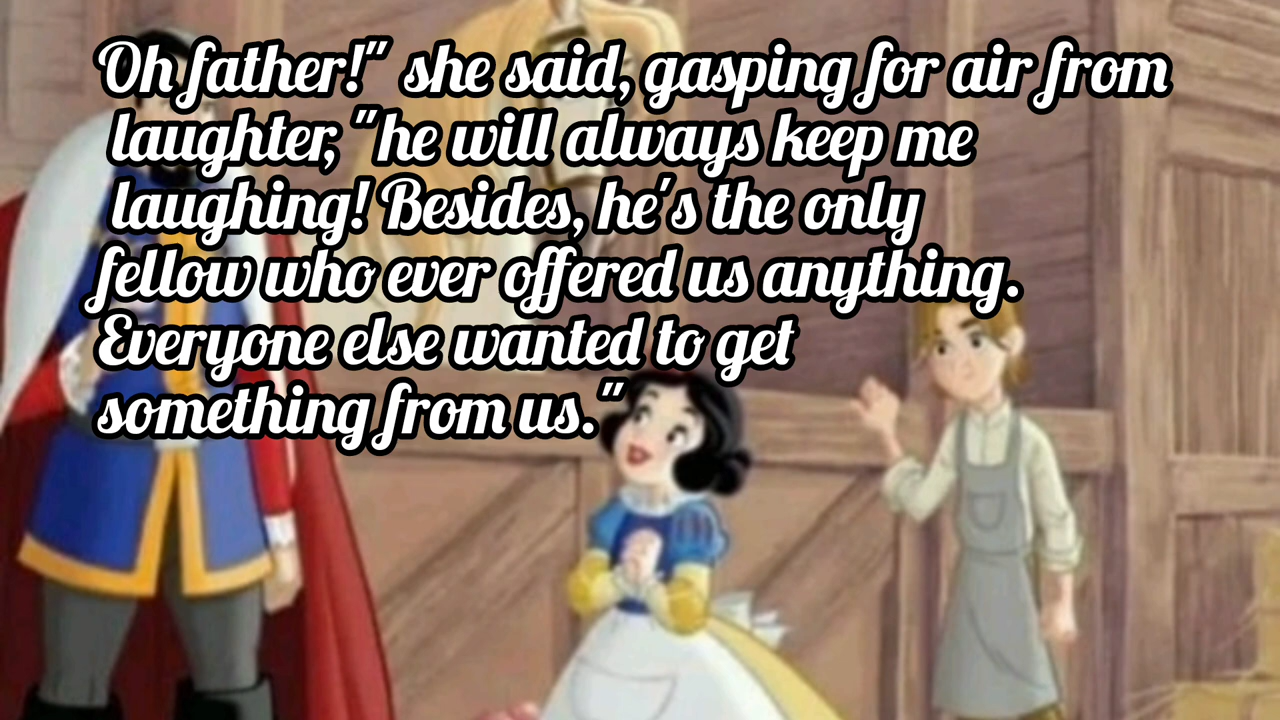 Oh father!" she said, gasping for air from
laughter, "he will always keep me
laughing! Besides, he's the only
fellow who ever offered us anything.
Everyone else wanted to get
something from us."